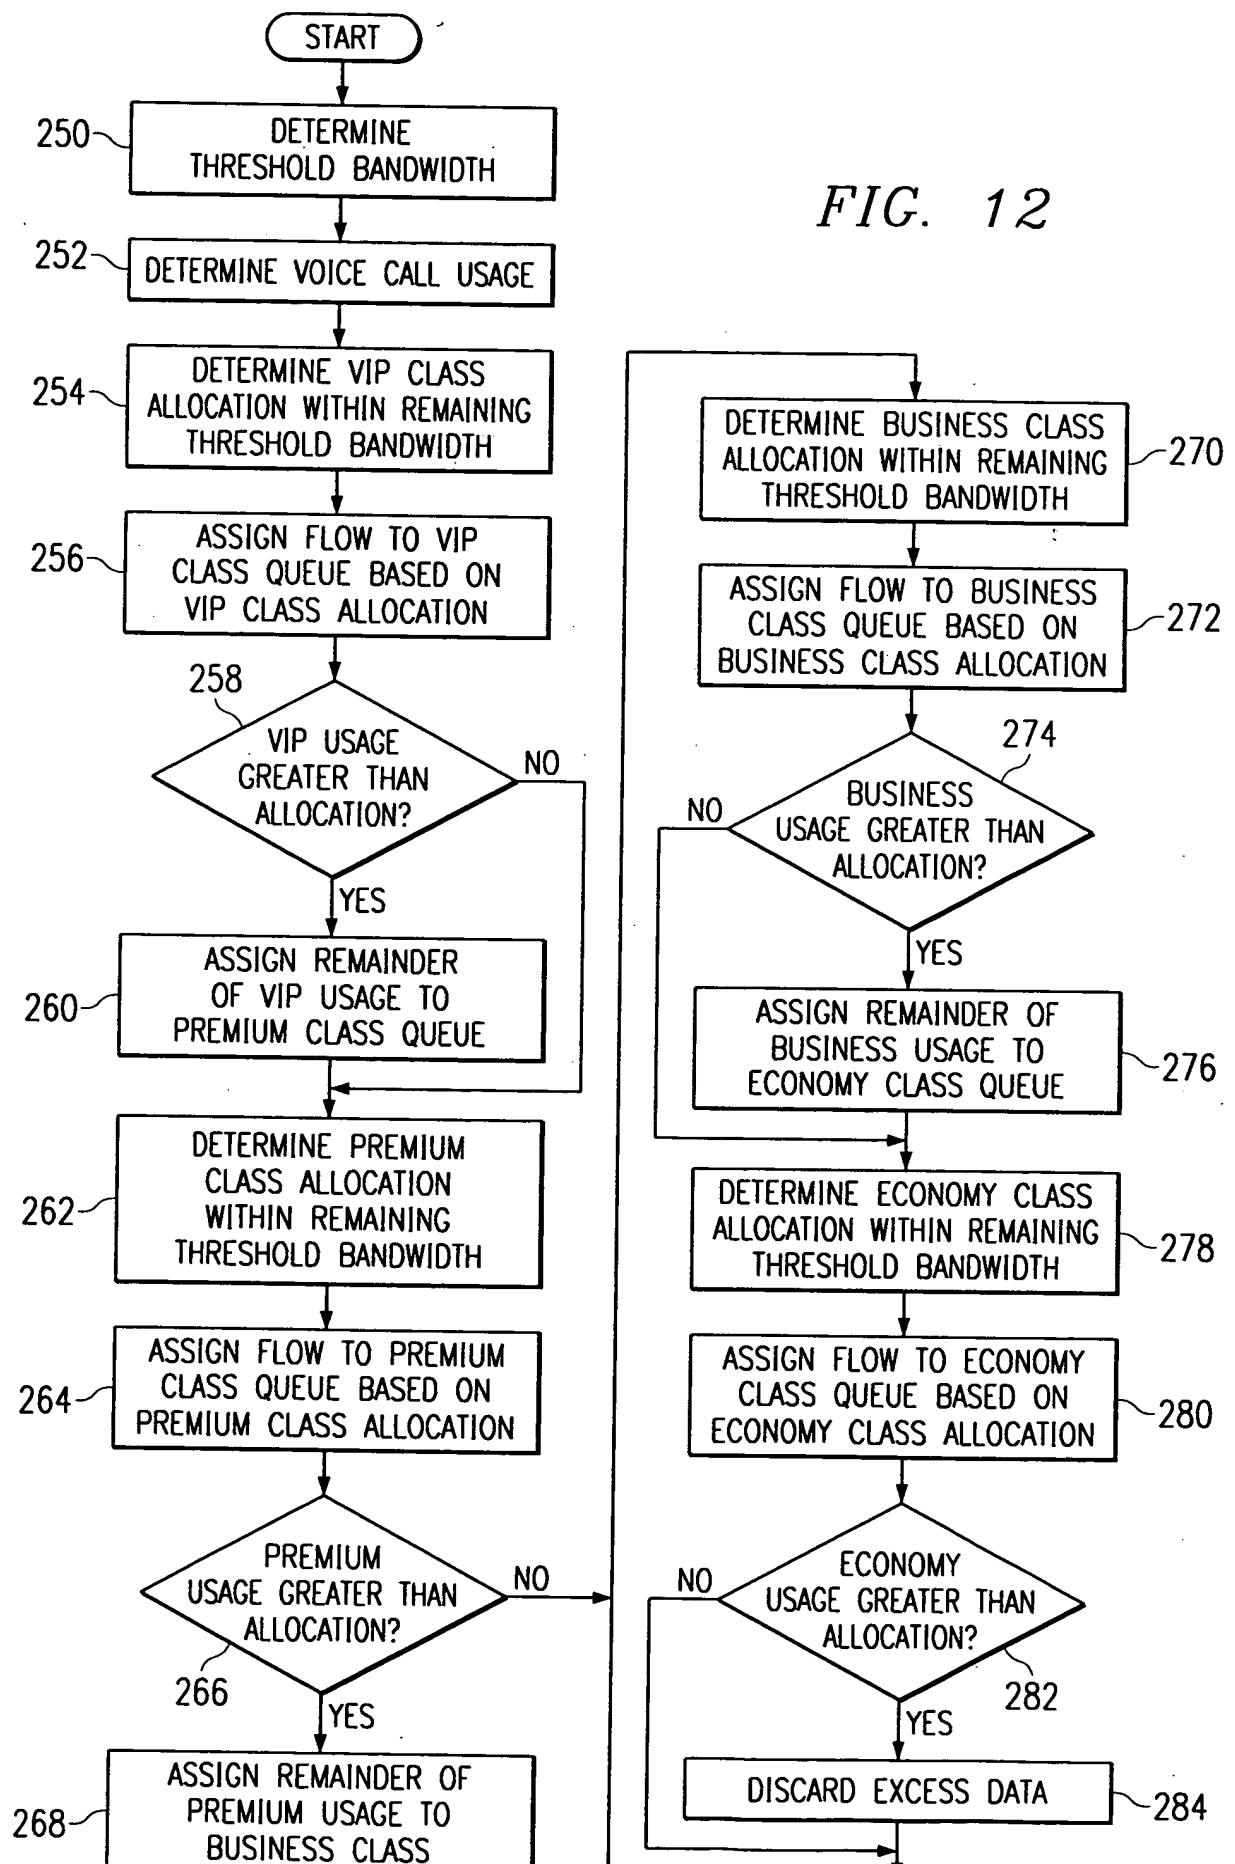 START
250
DETERMINE
THRESHOLD BANDWIDTH
FIG. 12
252
DETERMINE VOICE CALL USAGE
254
DETERMINE VIP CLASS
ALLOCATION WITHIN REMAINING
THRESHOLD BANDWIDTH
256
ASSIGN FLOW TO VIP
CLASS QUEUE BASED ON
VIP CLASS ALLOCATION
258
VIP USAGE
GREATER THAN
ALLOCATION?
NO
YES
260
ASSIGN REMAINDER
OF VIP USAGE TO
PREMIUM CLASS QUEUE
262
DETERMINE PREMIUM
CLASS ALLOCATION
WITHIN REMAINING
THRESHOLD BANDWIDTH
264
ASSIGN FLOW TO PREMIUM
CLASS QUEUE BASED ON
PREMIUM CLASS ALLOCATION
PREMIUM
USAGE GREATER THAN
ALLOCATION?
NO
266
YES
268
ASSIGN REMAINDER OF
PREMIUM USAGE TO
BUSINESS CLASS
DETERMINE BUSINESS CLASS
ALLOCATION WITHIN REMAINING
THRESHOLD BANDWIDTH
270
ASSIGN FLOW TO BUSINESS
CLASS QUEUE BASED ON
BUSINESS CLASS ALLOCATION
272
274
BUSINESS
USAGE GREATER THAN
ALLOCATION?
NO
YES
ASSIGN REMAINDER OF
BUSINESS USAGE TO
ECONOMY CLASS QUEUE
276
DETERMINE ECONOMY CLASS
ALLOCATION WITHIN REMAINING
THRESHOLD BANDWIDTH
278
ASSIGN FLOW TO ECONOMY
CLASS QUEUE BASED ON
ECONOMY CLASS ALLOCATION
280
ECONOMY
USAGE GREATER THAN
ALLOCATION?
NO
282
YES
DISCARD EXCESS DATA
284